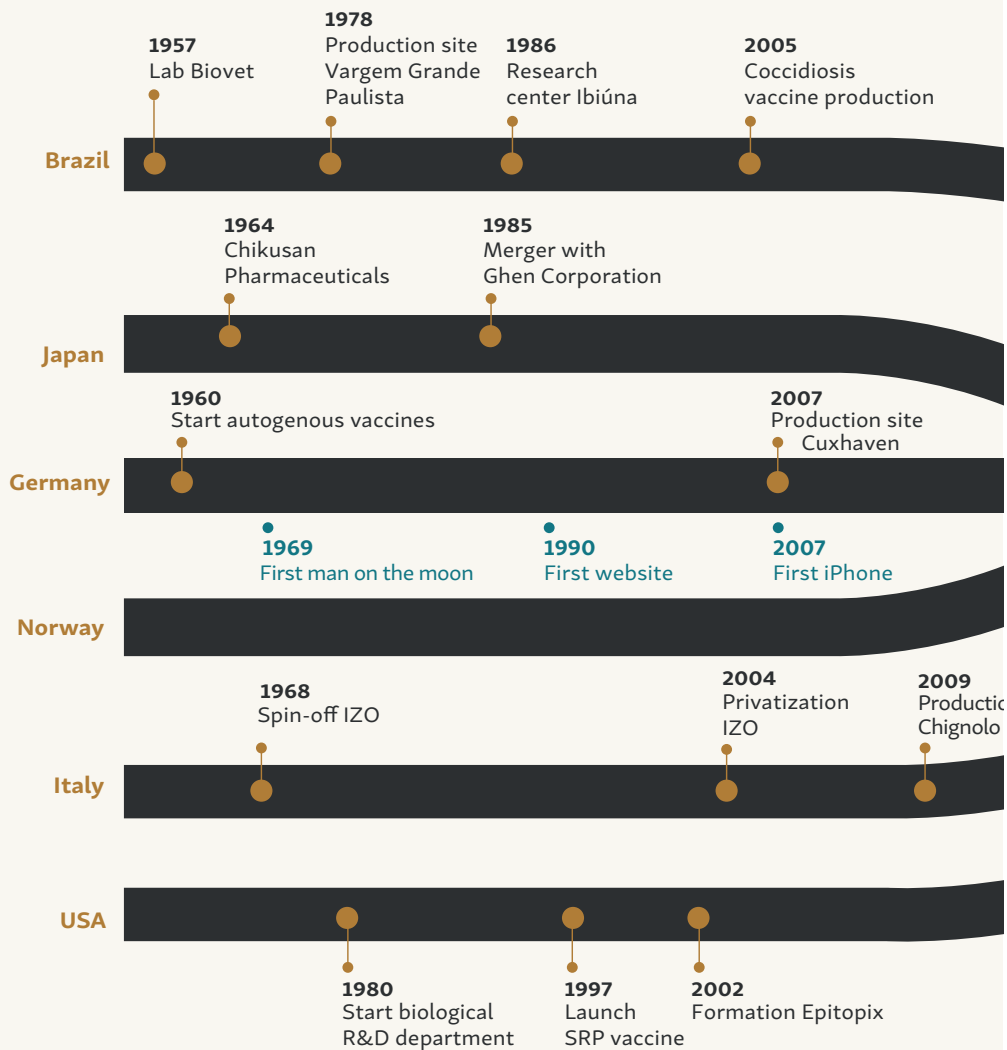 1957
Lab Biovet
1978
Production site
Vargem Grande
Paulista
1986
Research
center Ibiúna
2005
Coccidiosis
vaccine production
Brazil
1964
Chikusan
Pharmaceuticals
1985
Merger with
Ghen Corporation
Japan
1960
Start autogenous vaccines
2007
Production site
Cuxhaven
Germany
1969
First man on the moon
1990
First website
2007
First iPhone
Norway
1968
Spin-off IZO
2004
Privatization
IZO
2009
Chignolo
Italy
USA
1980
Start biological
R&D department
1997
Launch
SRP vaccine
2002
Formation Epitopix